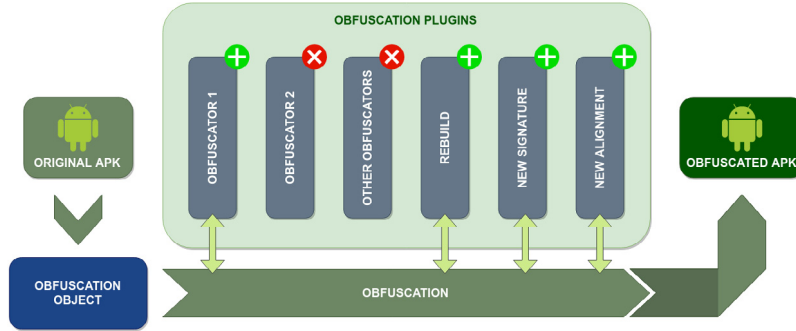 OBFUSCATION PLUGINS
OBFUSCATOR 1
OBFUSCATOR 2
OTHER OBFUSCATORS
REBUILD
NEW SIGNATURE
NEW ALIGNMENT
ORIGINAL APK
OBFUSCATED APK
OBFUSCATION
OBJECT
OBFUSCATION